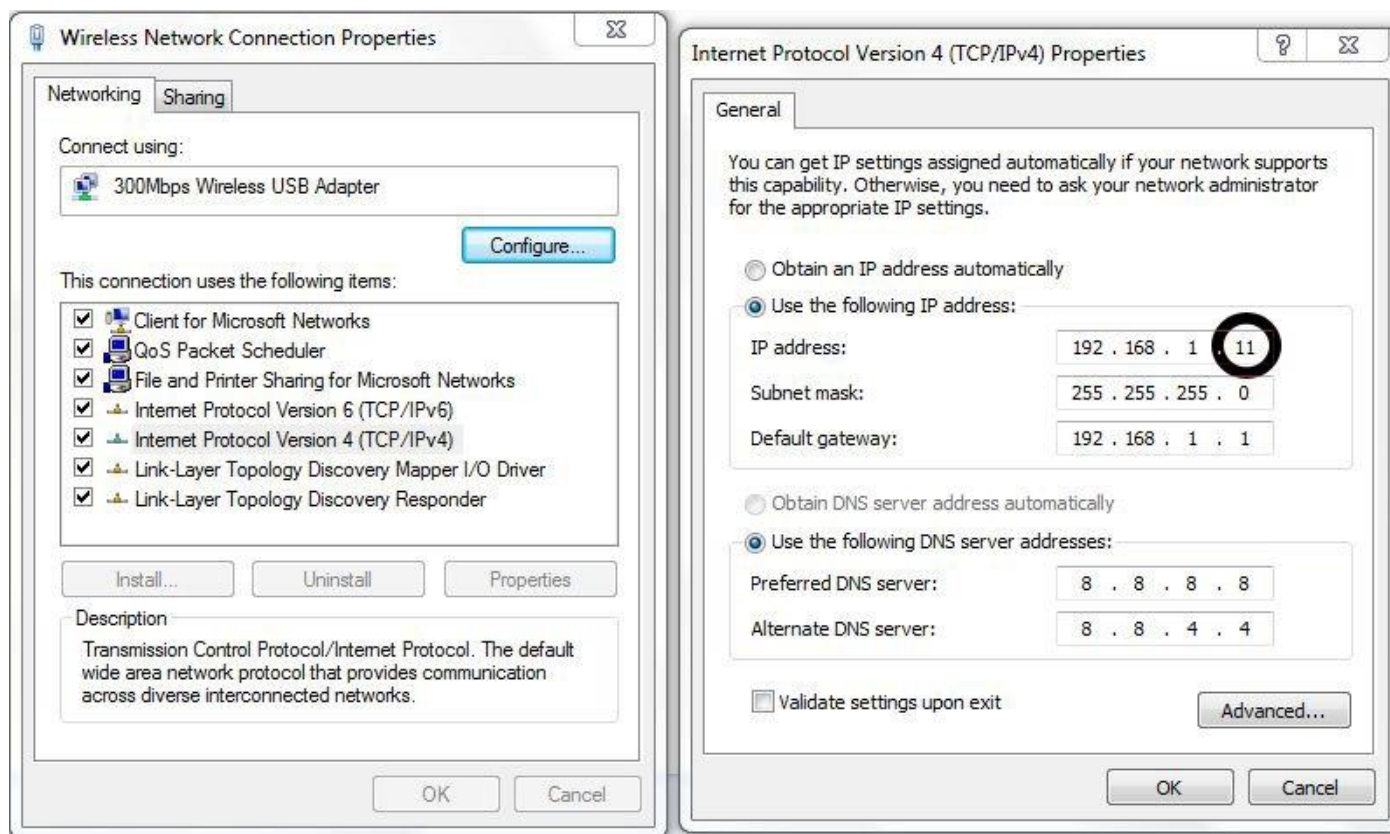 Wireless Network Connection Properties
Networking
Sharing
Connect using:
300Mbps Wireless USB Adapter
Configure...
This connection uses the following items:
Client for Microsoft Networks
QoS Packet Scheduler
File and Printer Sharing for Microsoft Networks
Internet Protocol Version 6 (TCP/IPv6)
Internet Protocol Version 4 (TCP/IPv4)
Link-Layer Topology Discovery Mapper I/O Driver
Link-Layer Topology Discovery Responder
Install...
Uninstall
Properties
Description
Transmission Control Protocol/Internet Protocol. The default
wide area network protocol that provides communication
across diverse interconnected networks.
OK
Cancel
Internet Protocol Version 4 (TCP/IPv4) Properties
?
General
You can get IP settings assigned automatically if your network supports
this capability. Otherwise, you need to ask your network administrator
for the appropriate IP settings.
Obtain an IP address automatically
Use the following IP address:
IP address: 192 . 168 . 1 . 11
Subnet mask: 255 . 255 . 255 . 0
Default gateway: 192 . 168 . 1 . 1
Obtain DNS server address automatically
Use the following DNS server addresses:
Preferred DNS server: 8 . 8 . 8 . 8
Alternate DNS server: 8 . 8 . 4 . 4
Validate settings upon exit
Advanced...
OK
Cancel